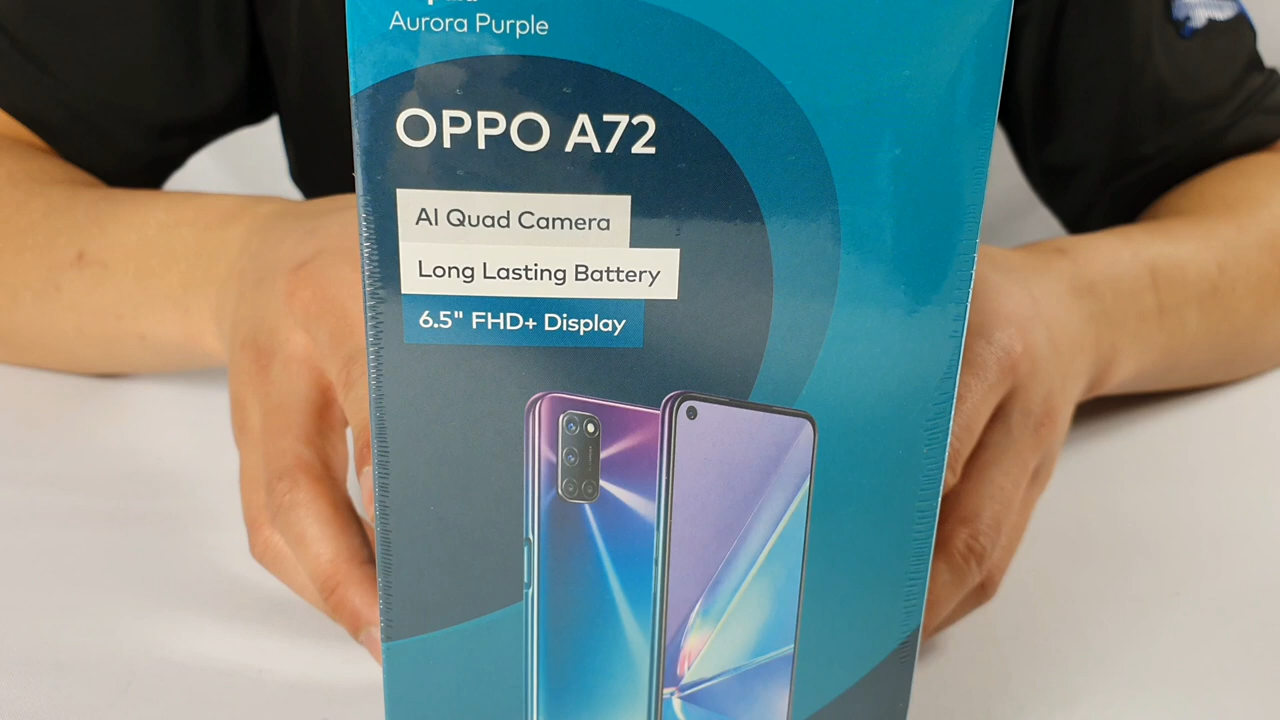 Aurora Purple
OPPO A72
AI Quad Camera
Long Lasting Battery
6.5" FHD+ Display